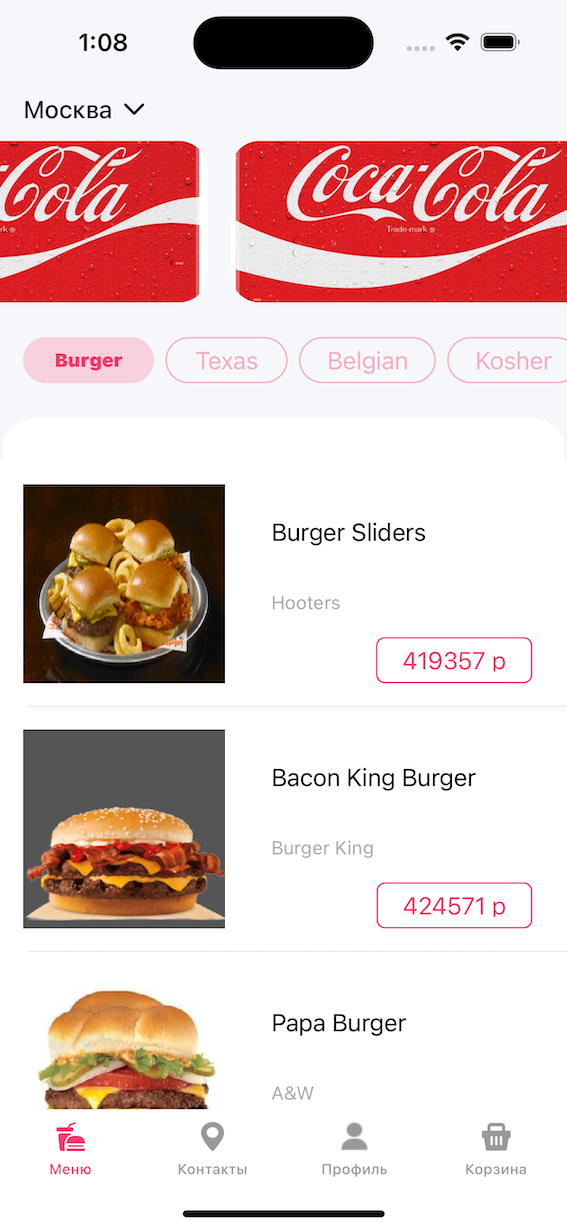 1:08
Москва
Cola
Coca-Cola
Trade mark ®
Burger
Texas
Belgian
Kosher
Burger Sliders
Hooters
419357 р
Bacon King Burger
Burger King
424571 р
Papa Burger
A&W
Меню
Контакты
Профиль
Корзина